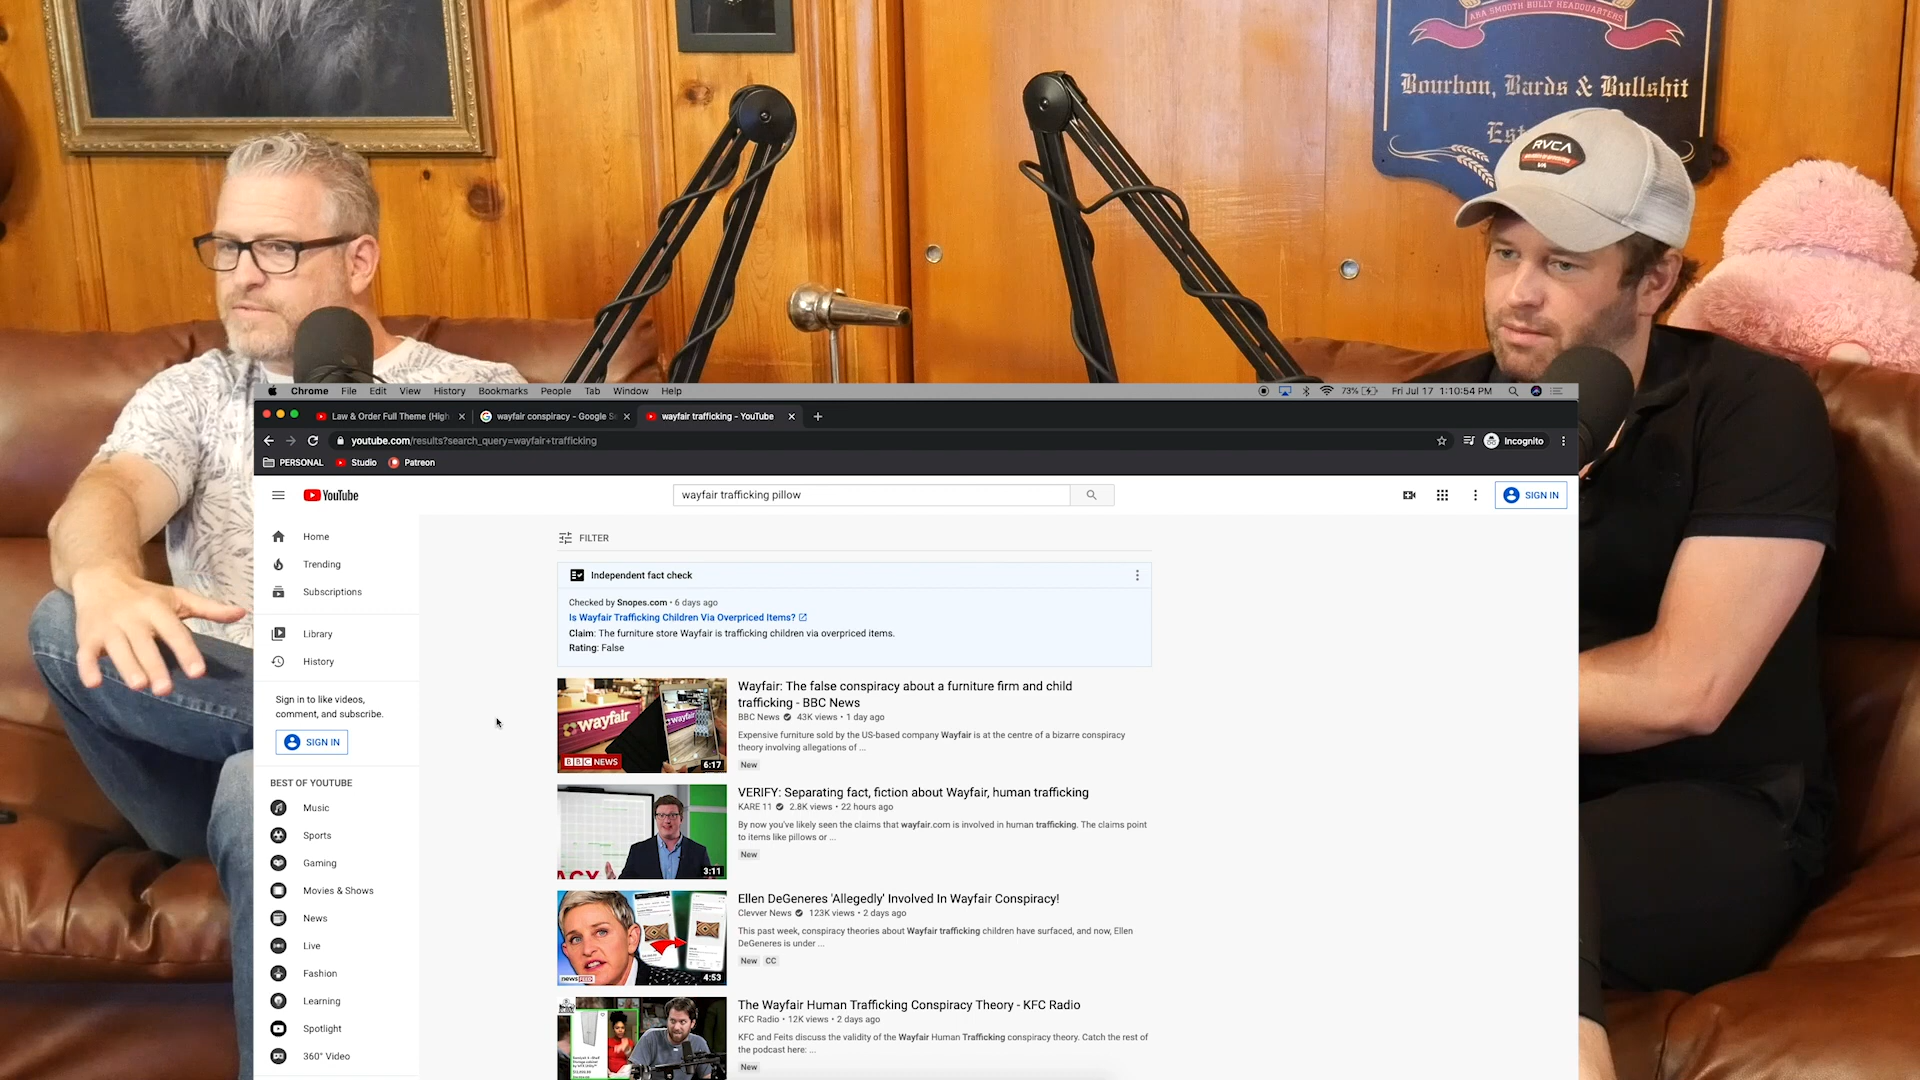 AKA SMOOTH BULLY HEADQUARTERS
Bourbon, Bards & Bullshit
Est
RVCA
Chrome File Edit View History Bookmarks People Tab Window Help
73% Fri Jul 17 1:10:54 PM
Law & Order Full Theme (High
wayfair conspiracy - Google S
wayfair trafficking - YouTube
youtube.com/results?search_query=wayfair+trafficking
Incognito
PERSONAL Studio Patreon
YouTube
wayfair trafficking pillow
SIGN IN
Home
Trending
Subscriptions
Library
History
Sign in to like videos,
comment, and subscribe.
SIGN IN
BEST OF YOUTUBE
Music
Sports
Gaming
Movies & Shows
News
Live
Fashion
Learning
Spotlight
360° Video
FILTER
Independent fact check
Checked by Snopes.com • 6 days ago
Is Wayfair Trafficking Children Via Overpriced Items?
Claim: The furniture store Wayfair is trafficking children via overpriced items.
Rating: False
wayfair
wayfair
BBC NEWS
6:17
Wayfair: The false conspiracy about a furniture firm and child
trafficking - BBC News
BBC News 43K views • 1 day ago
Expensive furniture sold by the US-based company Wayfair is at the centre of a bizarre conspiracy
theory involving allegations of ...
New
3:11
VERIFY: Separating fact, fiction about Wayfair, human trafficking
KARE 11 2.8K views • 22 hours ago
By now you've likely seen the claims that wayfair.com is involved in human trafficking. The claims point
to items like pillows or ...
New
news FEED
4:53
Ellen DeGeneres 'Allegedly' Involved In Wayfair Conspiracy!
Clevver News 123K views • 2 days ago
This past week, conspiracy theories about Wayfair trafficking children have surfaced, and now, Ellen
DeGeneres is under ...
New CC
The Wayfair Human Trafficking Conspiracy Theory - KFC Radio
KFC Radio • 12K views • 2 days ago
KFC and Feits discuss the validity of the Wayfair Human Trafficking conspiracy theory. Catch the rest of
the podcast here: ...
New